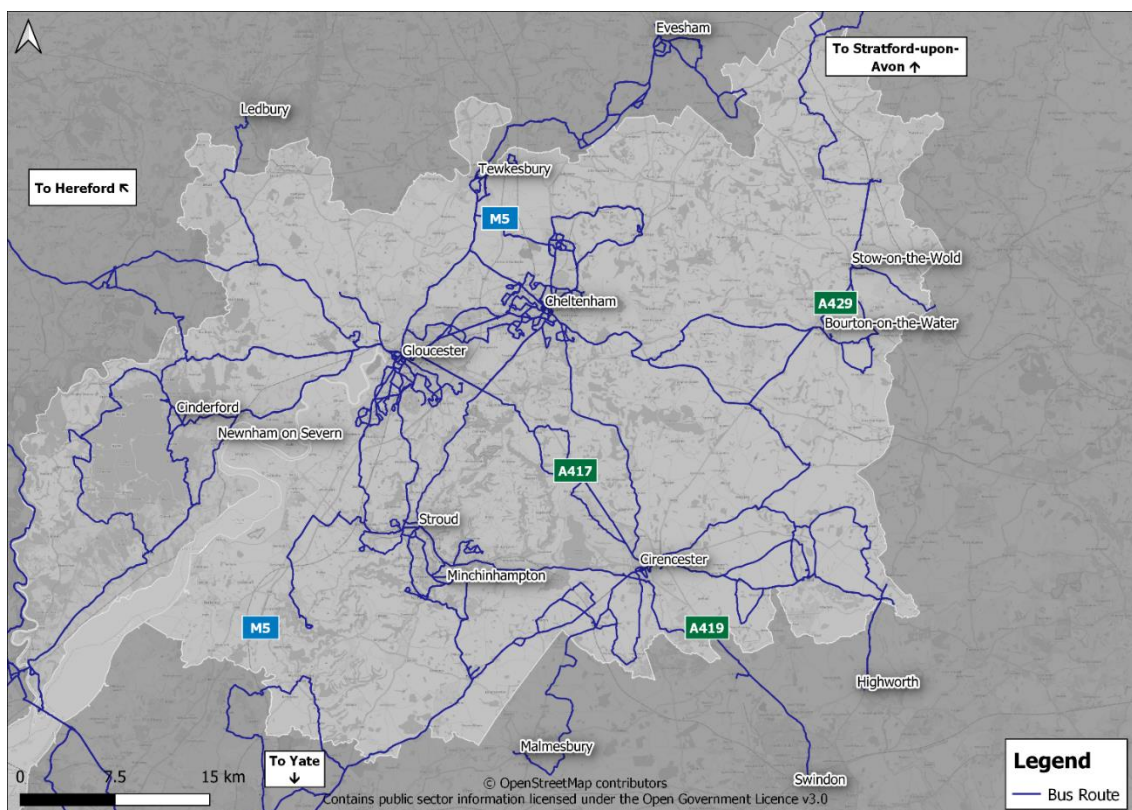 Evesham
To Stratford-upon-
Avon ↑
Ledbury
Tewkesbury
To Hereford ↖
M5
Stow-on-the-Wold
Cheltenham
A429
Bourton-on-the-Water
Gloucester
Cinderford
Newnham on Severn
A417
Stroud
Cirencester
Minchinhampton
M5
A419
Highworth
Malmesbury
To Yate
↓
Swindon
0 7.5 15 km
© OpenStreetMap contributors
Contains public sector information licensed under the Open Government Licence v3.0
Legend
Bus Route